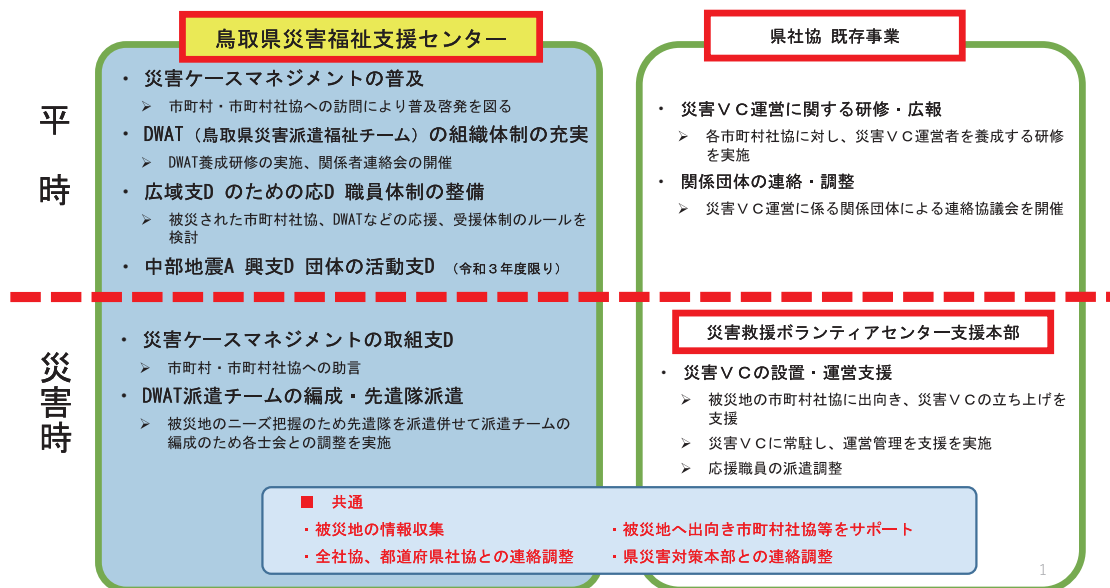 鳥取県災害福祉支援センター
県社協 既存事業
平時
・ 災害ケースマネジメントの普及
➢ 市町村・市町村社協への訪問により普及啓発を図る
・ DWAT（鳥取県災害派遣福祉チーム）の組織体制の充実
➢ DWAT養成研修の実施、関係者連絡会の開催
・ 広域支D のための応D 職員体制の整備
➢ 被災された市町村社協、DWATなどの応援、受援体制のルールを
検討
・ 中部地震A 興支D 団体の活動支D （令和３年度限り）
・ 災害ＶＣ運営に関する研修・広報
➢ 各市町村社協に対し、災害ＶＣ運営者を養成する研修
を実施
・ 関係団体の連絡・調整
➢ 災害ＶＣ運営に係る関係団体による連絡協議会を開催
災害時
・ 災害ケースマネジメントの取組支D
➢ 市町村・市町村社協への助言
・ DWAT派遣チームの編成・先遣隊派遣
➢ 被災地のニーズ把握のため先遣隊を派遣併せて派遣チームの
編成のため各士会との調整を実施
災害救援ボランティアセンター支援本部
・ 災害ＶＣの設置・運営支援
➢ 被災地の市町村社協に出向き、災害ＶＣの立ち上げを
支援
➢ 災害ＶＣに常駐し、運営管理を支援を実施
➢ 応援職員の派遣調整
■ 共通
・被災地の情報収集
・被災地へ出向き市町村社協等をサポート
・全社協、都道府県社協との連絡調整
・県災害対策本部との連絡調整
1